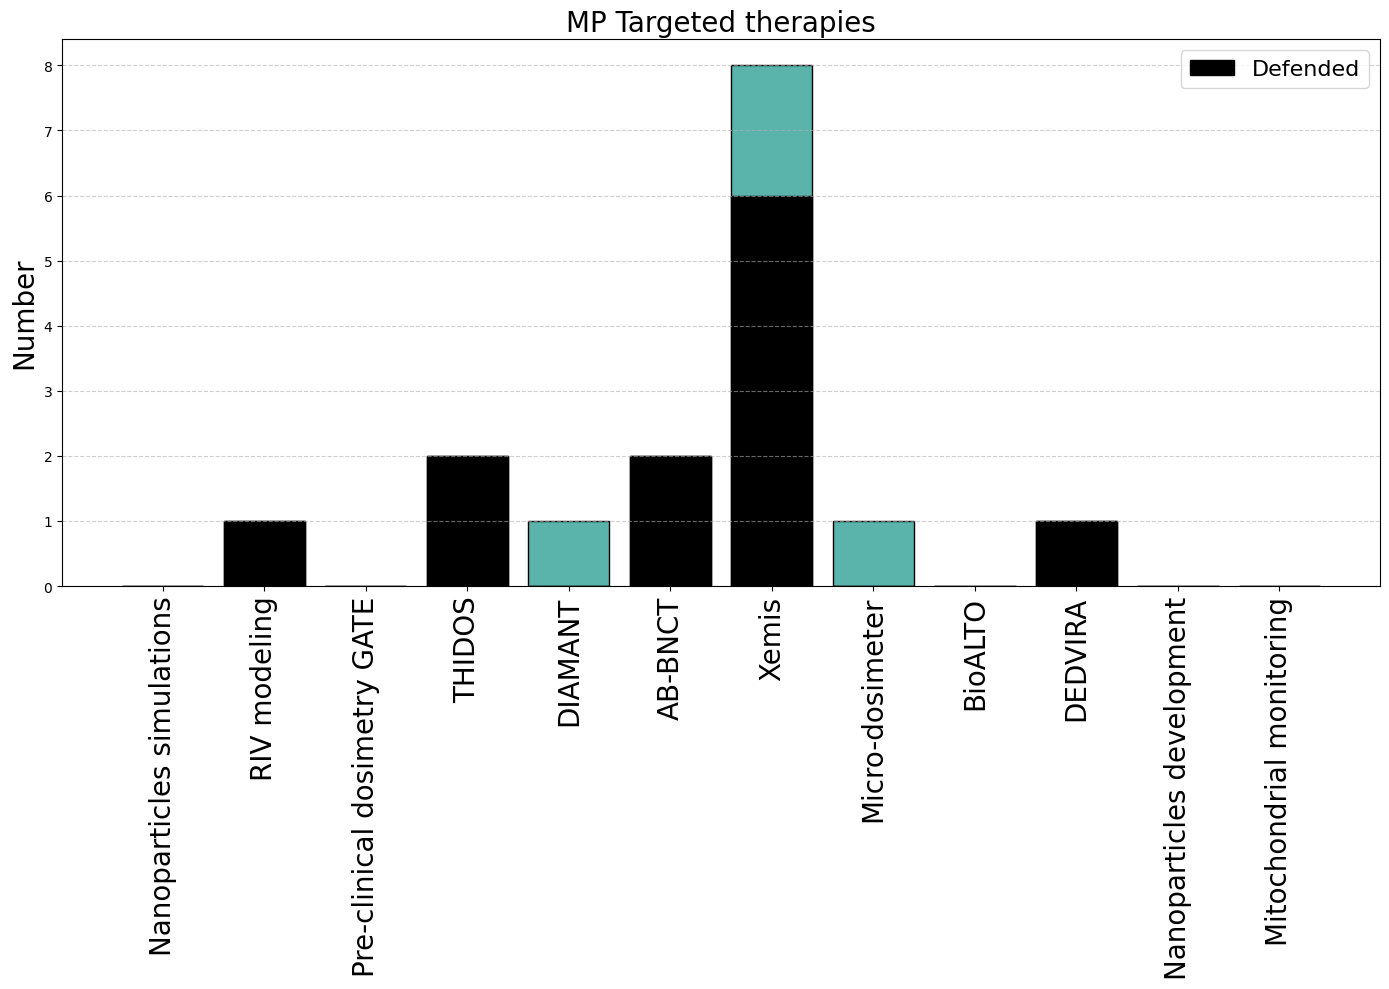 MP Targeted therapies
Defended
Number
8
7
6
5
4
3
2
1
0
Nanoparticles simulations
RIV modeling
Pre-clinical dosimetry GATE
THIDOS
DIAMANT
AB-BNCT
Xemis
Micro-dosimeter
BioALTO
DEDVIRA
Nanoparticles development
Mitochondrial monitoring